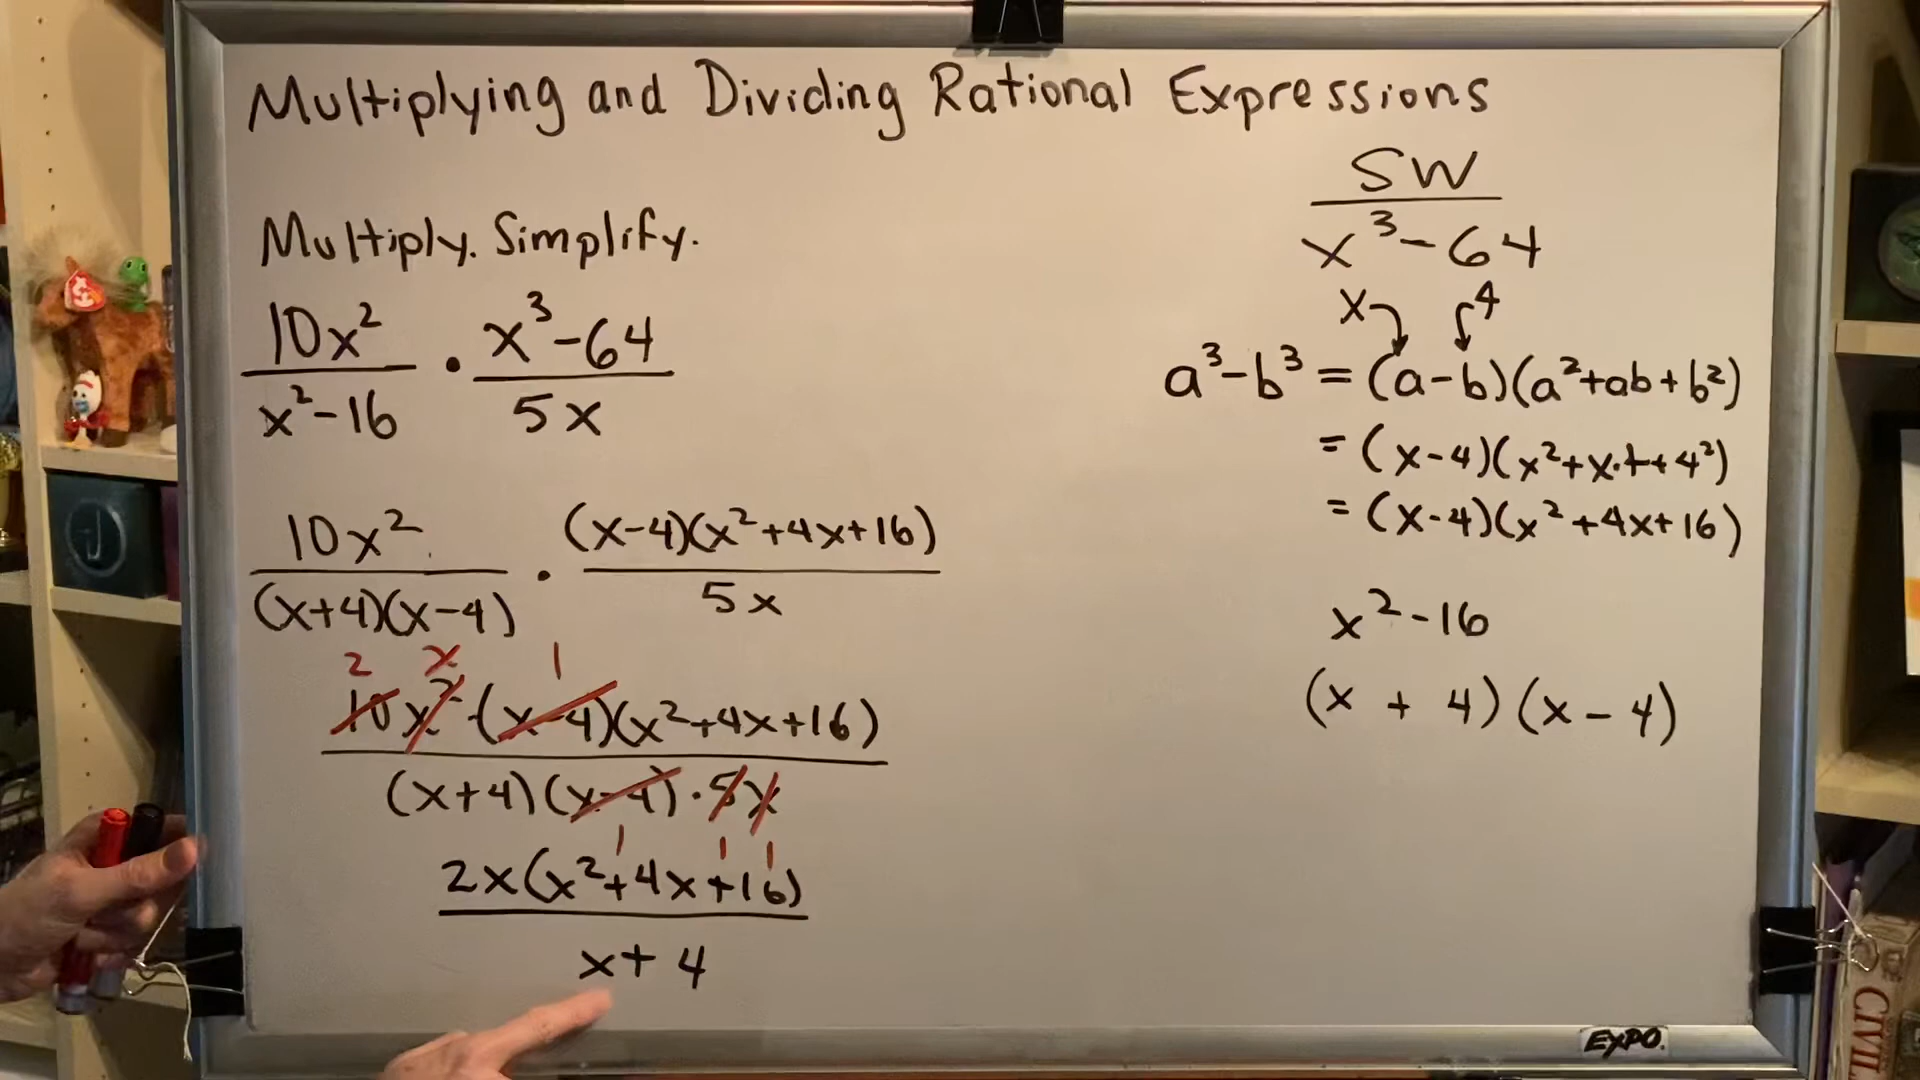 Multiplying and Dividing Rational Expressions
Multiply. Simplify.
10x² / x²-16 · x³-64 / 5x
10x² / (x+4)(x-4) · (x-4)(x²+4x+16) / 5x
2 x 1
10x²·(x-4)(x²+4x+16)
(x+4)(x-4)·5x
1 1 1
2x(x²+4x+16)
x+4
SW
x³-64
x 4
a³-b³ = (a-b)(a²+ab+b²)
= (x-4)(x²+x·4+4²)
= (x-4)(x²+4x+16)
x²-16
(x + 4)(x - 4)
EXPO.
CIVIL
J